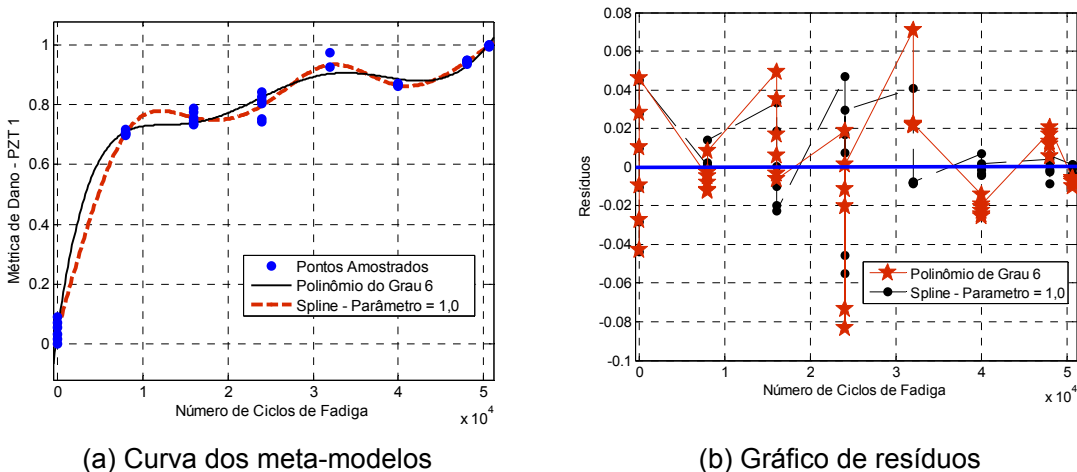 1
0.8
0.6
0.4
0.2
0
Métrica de Dano - PZT 1
Pontos Amostrados
Polinômio do Grau 6
Spline - Parâmetro = 1,0
0 1 2 3 4 5
Número de Ciclos de Fadiga
x 10⁴
(a) Curva dos meta-modelos
0.08
0.06
0.04
0.02
0
-0.02
-0.04
-0.06
-0.08
-0.1
Resíduos
Polinômio de Grau 6
Spline - Parametro = 1,0
0 1 2 3 4 5
Número de Ciclos de Fadiga
x 10⁴
(b) Gráfico de resíduos